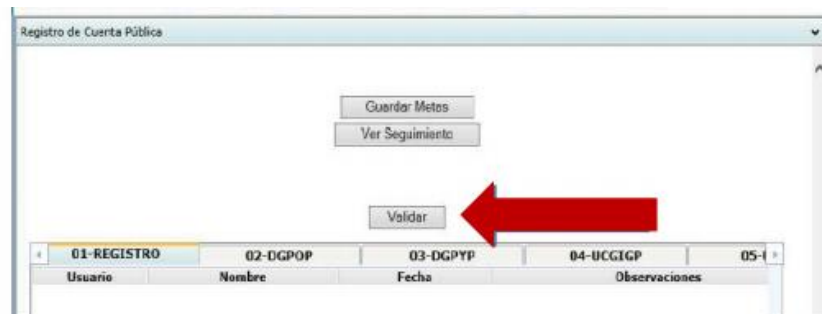 Registro de Cuenta Pública
Guardar Metas
Ver Seguimiento
Validar
01-REGISTRO 02-DGPOP 03-DGPYP 04-UCGIGP 05-
Usuario Nombre Fecha Observaciones